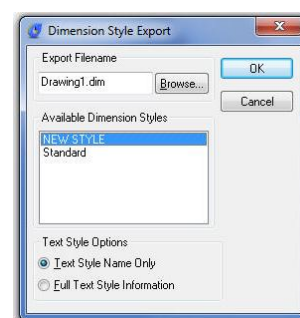 Dimension Style Export
Export Filename
Drawing1.dim
Browse...
OK
Cancel
Available Dimension Styles
NEW STYLE
Standard
Text Style Options
Text Style Name Only
Full Text Style Information